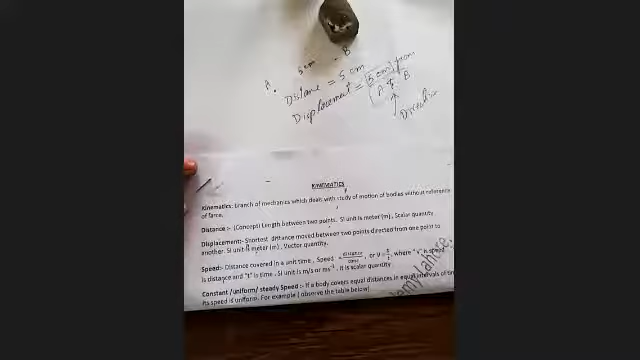 A. 5 cm - B
Distane = 5 cm
Displacement = 5 cm from
A to B
Direction
KINEMATICS
Kinematics: Branch of mechanics which deals with study of motion of bodies without reference
of force.
Distance :- (Concept) Length between two points. SI unit is meter (m), Scalar quantity
Displacement:- Shortest distance moved between two points directed from one point to
another. SI unit is meter (m), Vector quantity.
Speed :- Distance covered in a unit time, Speed = distance/time, or V = where "v" is speed
is distance and "t" is time. SI unit is m/s or ms⁻¹. It is scalar quantity
Constant /uniform/ steady Speed :- If a body covers equal distances in equal intervals of
its speed is uniform. For example ( observe the table below)